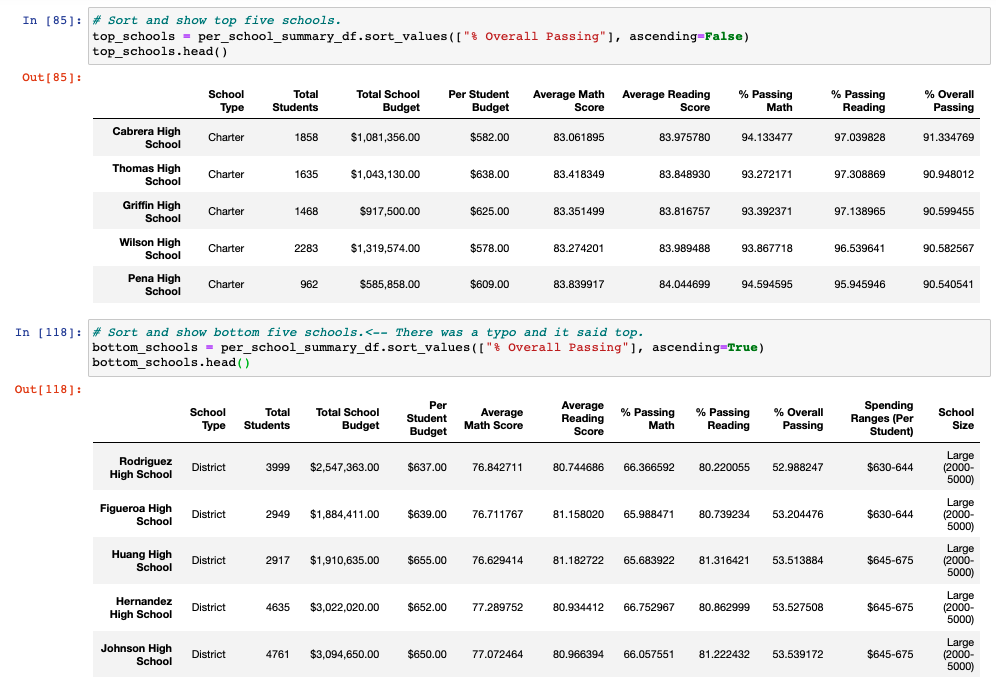 In [85]: # Sort and show top five schools.
top_schools = per_school_summary_df.sort_values(["% Overall Passing"], ascending=False)
top_schools.head()
Out[85]:
School Type Total Students Total School Budget Per Student Budget Average Math Score Average Reading Score % Passing Math % Passing Reading % Overall Passing
Cabrera High School Charter 1858 $1,081,356.00 $582.00 83.061895 83.975780 94.133477 97.039828 91.334769
Thomas High School Charter 1635 $1,043,130.00 $638.00 83.418349 83.848930 93.272171 97.308869 90.948012
Griffin High School Charter 1468 $917,500.00 $625.00 83.351499 83.816757 93.392371 97.138965 90.599455
Wilson High School Charter 2283 $1,319,574.00 $578.00 83.274201 83.989488 93.867718 96.539641 90.582567
Pena High School Charter 962 $585,858.00 $609.00 83.839917 84.044699 94.594595 95.945946 90.540541
In [118]: # Sort and show bottom five schools.<-- There was a typo and it said top.
bottom_schools = per_school_summary_df.sort_values(["% Overall Passing"], ascending=True)
bottom_schools.head()
Out[118]:
School Type Total Students Total School Budget Per Student Budget Average Math Score Average Reading Score % Passing Math % Passing Reading % Overall Passing Spending Ranges (Per Student) School Size
Rodriguez High School District 3999 $2,547,363.00 $637.00 76.842711 80.744686 66.366592 80.220055 52.988247 $630-644 Large (2000-5000)
Figueroa High School District 2949 $1,884,411.00 $639.00 76.711767 81.158020 65.988471 80.739234 53.204476 $630-644 Large (2000-5000)
Huang High School District 2917 $1,910,635.00 $655.00 76.629414 81.182722 65.683922 81.316421 53.513884 $645-675 Large (2000-5000)
Hernandez High School District 4635 $3,022,020.00 $652.00 77.289752 80.934412 66.752967 80.862999 53.527508 $645-675 Large (2000-5000)
Johnson High School District 4761 $3,094,650.00 $650.00 77.072464 80.966394 66.057551 81.222432 53.539172 $645-675 Large (2000-5000)